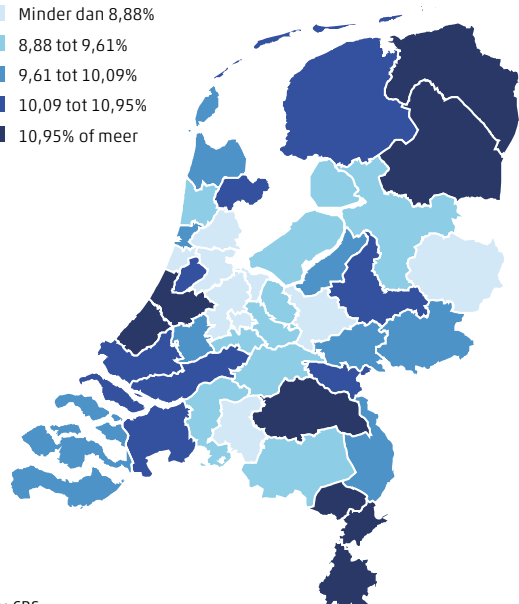 Minder dan 8,88%
8,88 tot 9,61%
9,61 tot 10,09%
10,09 tot 10,95%
10,95% of meer